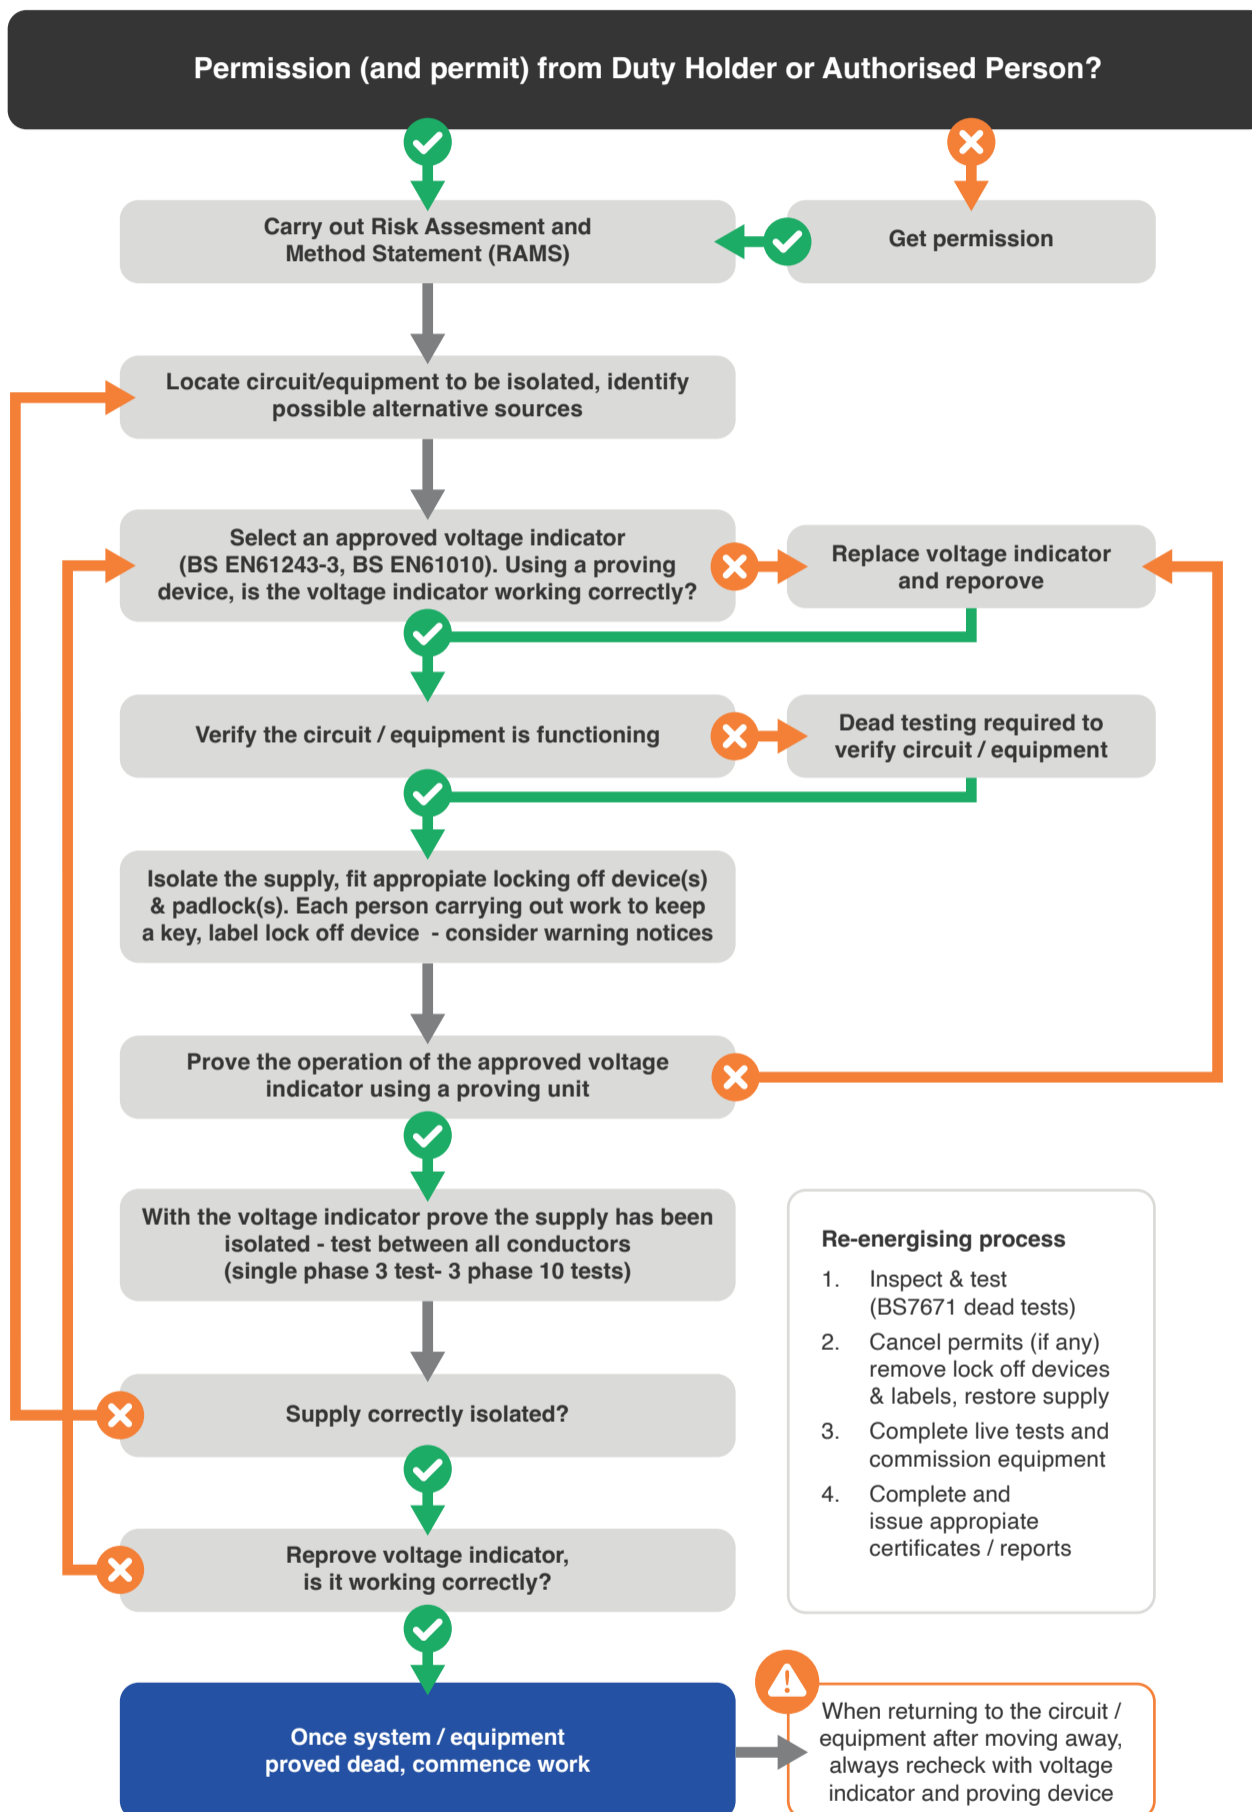 Permission (and permit) from Duty Holder or Authorised Person?
Carry out Risk Assesment and
Method Statement (RAMS)
Get permission
Locate circuit/equipment to be isolated, identify
possible alternative sources
Select an approved voltage indicator
(BS EN61243-3, BS EN61010). Using a proving
device, is the voltage indicator working correctly?
Replace voltage indicator
and reporove
Verify the circuit / equipment is functioning
Dead testing required to
verify circuit / equipment
Isolate the supply, fit appropiate locking off device(s)
& padlock(s). Each person carrying out work to keep
a key, label lock off device - consider warning notices
Prove the operation of the approved voltage
indicator using a proving unit
With the voltage indicator prove the supply has been
isolated - test between all conductors
(single phase 3 test- 3 phase 10 tests)
Supply correctly isolated?
Reprove voltage indicator,
is it working correctly?
Re-energising process
1. Inspect & test
(BS7671 dead tests)
2. Cancel permits (if any)
remove lock off devices
& labels, restore supply
3. Complete live tests and
commission equipment
4. Complete and
issue appropiate
certificates / reports
Once system / equipment
proved dead, commence work
When returning to the circuit /
equipment after moving away,
always recheck with voltage
indicator and proving device